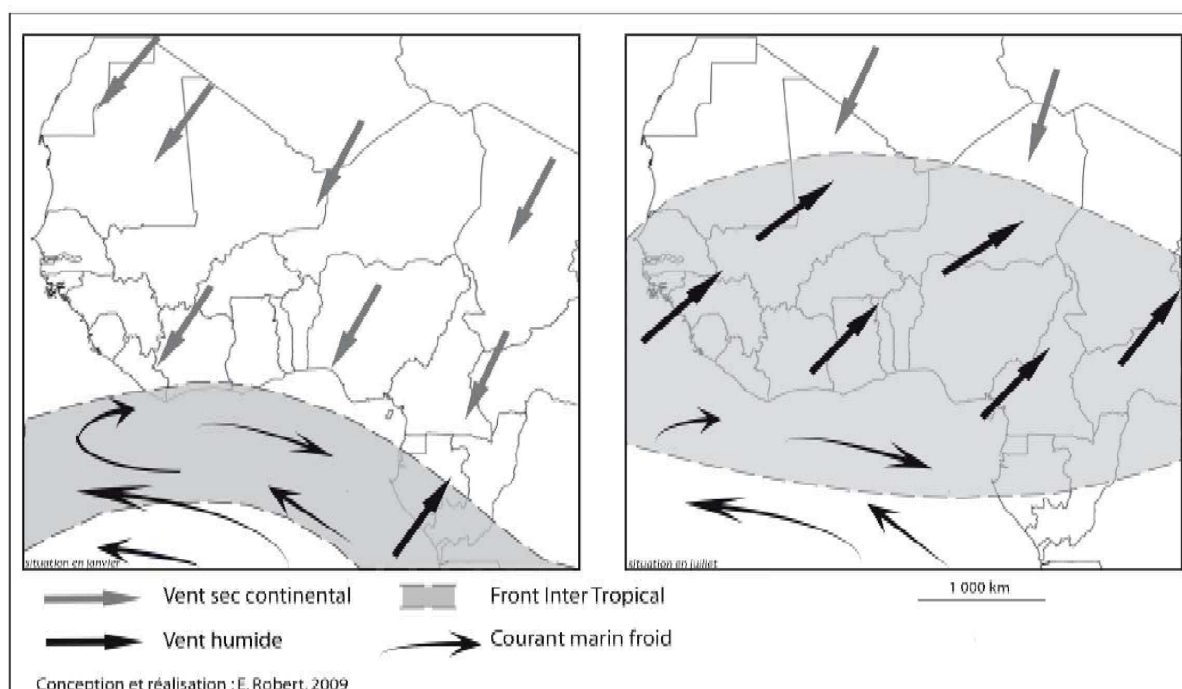 situation en janvier
situation en juillet
Vent sec continental
Front Inter Tropical
1 000 km
Vent humide
Courant marin froid
Conception et réalisation : E. Robert, 2009